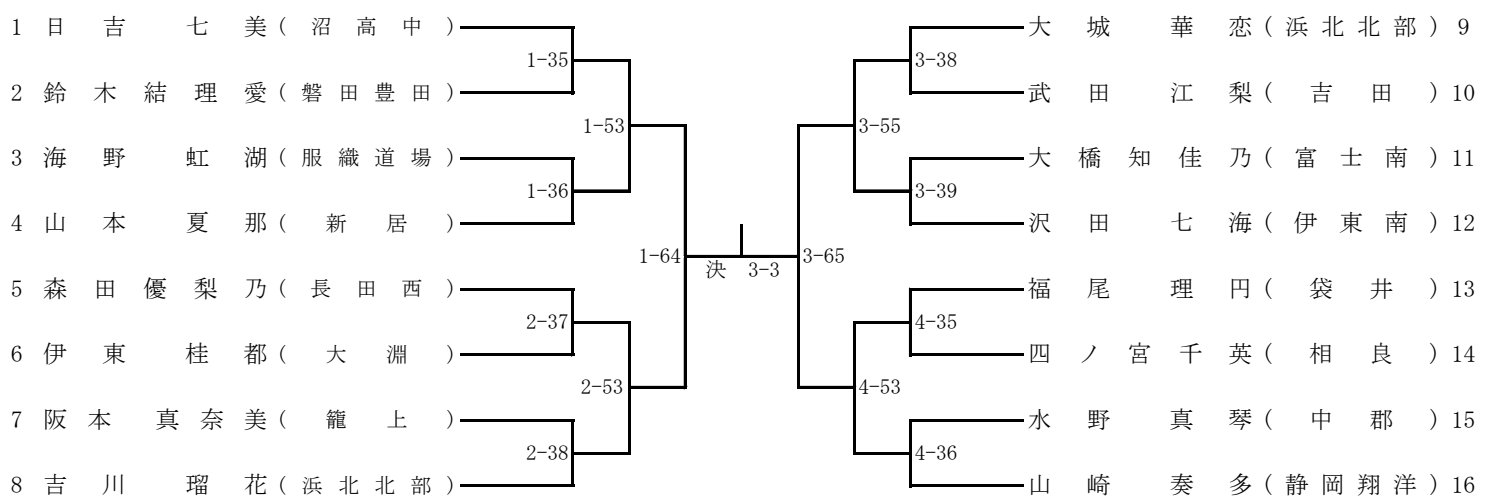 1 日吉七美(沼高中) 大城華恋(浜北北部) 9
1-35 3-38
2 鈴木結理愛(磐田豊田) 武田江梨(吉田) 10
1-53 3-55
3 海野虹湖(服織道場) 大橋知佳乃(富士南) 11
1-36 3-39
4 山本夏那(新居) 沢田七海(伊東南) 12
1-64 決 3-3 3-65
5 森田優梨乃(長田西) 福尾理円(袋井) 13
2-37 4-35
6 伊東桂都(大淵) 四ノ宮千英(相良) 14
2-53 4-53
7 阪本真奈美(籠上) 水野真琴(中郡) 15
2-38 4-36
8 吉川瑠花(浜北北部) 山崎奏多(静岡翔洋) 16